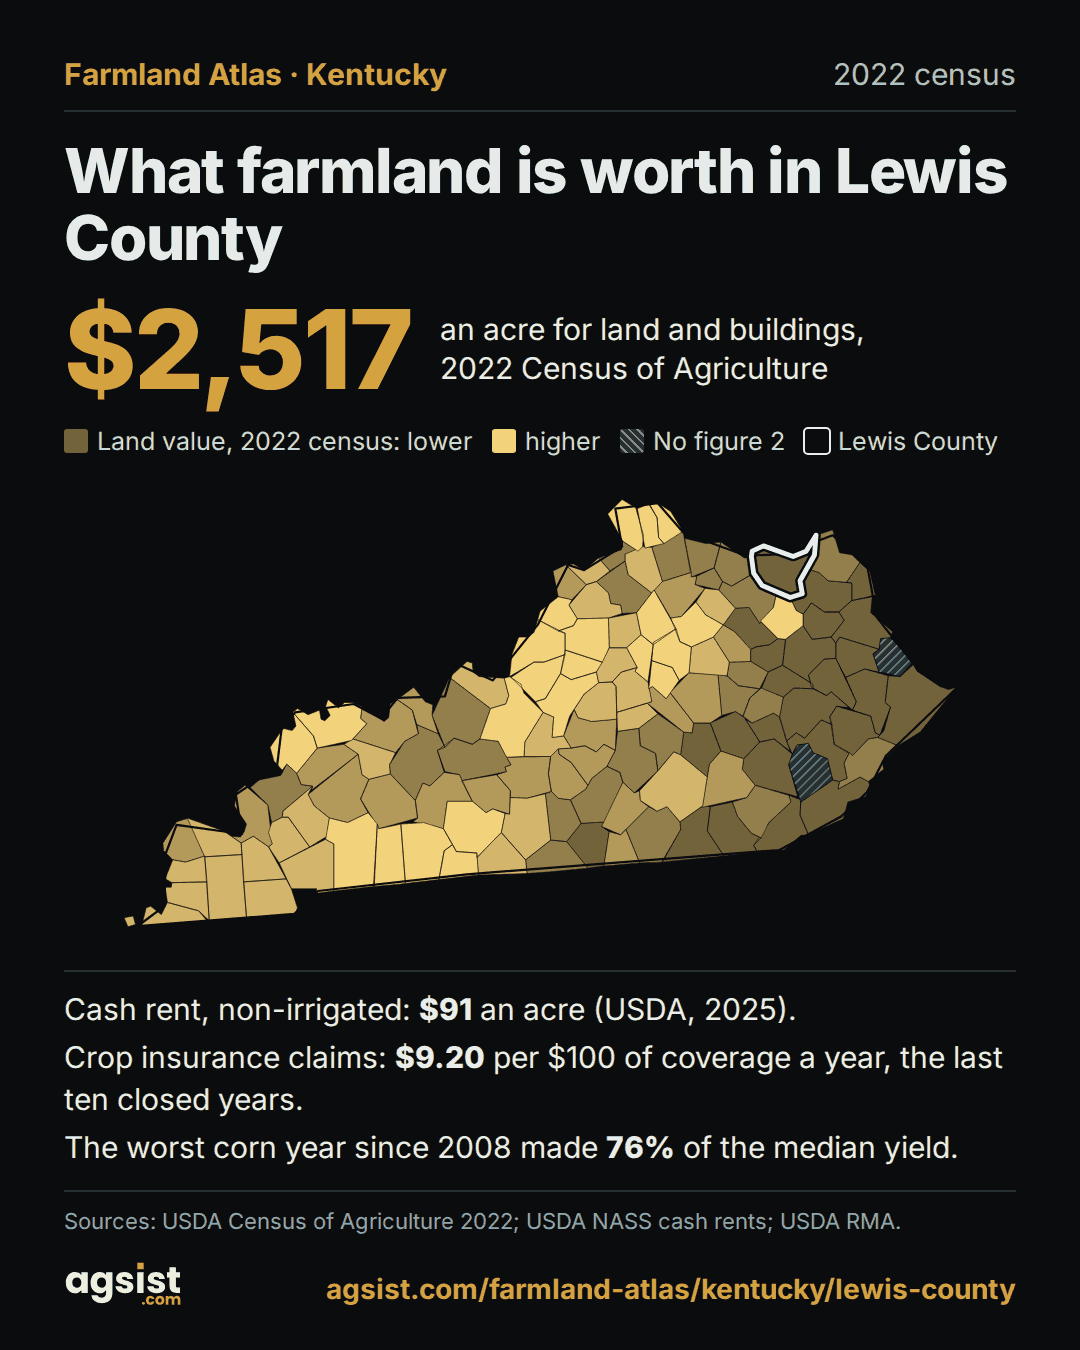 Farmland Atlas · Kentucky
2022 census
What farmland is worth in Lewis
County
$2,517
an acre for land and buildings,
2022 Census of Agriculture
Land value, 2022 census: lower
higher
No figure 2
Lewis County
Cash rent, non-irrigated: $91 an acre (USDA, 2025).
Crop insurance claims: $9.20 per $100 of coverage a year, the last
ten closed years.
The worst corn year since 2008 made 76% of the median yield.
Sources: USDA Census of Agriculture 2022; USDA NASS cash rents; USDA RMA.
agsist
.com
agsist.com/farmland-atlas/kentucky/lewis-county